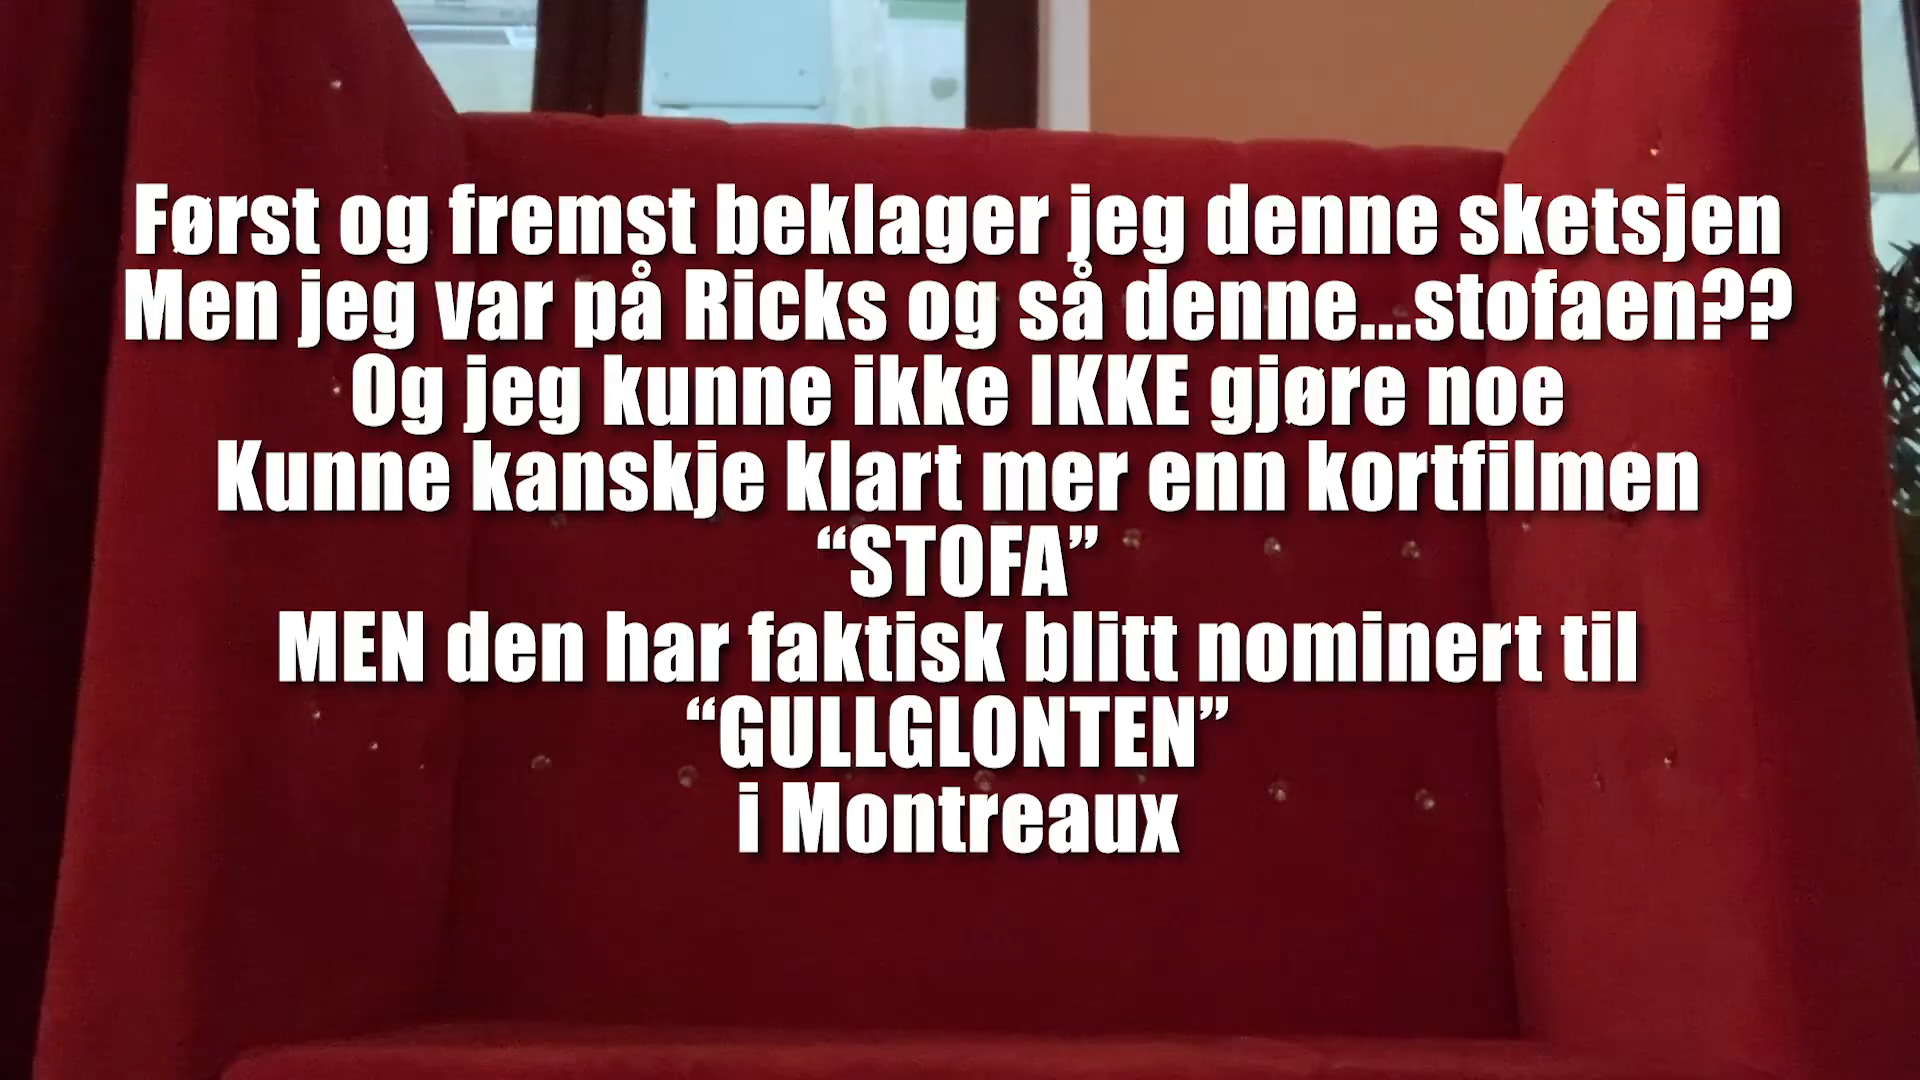 Først og fremst beklager jeg denne sketsjen
Men jeg var på Ricks og så denne...stofaen??
Og jeg kunne ikke IKKE gjøre noe
Kunne kanskje klart mer enn kortfilmen
“STOFA”
MEN den har faktisk blitt nominert til
“GULLGLONTEN”
i Montreaux